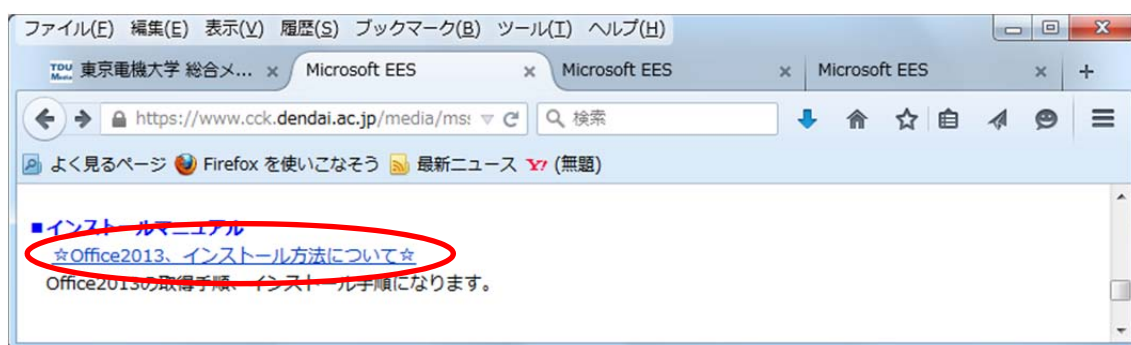 ファイル(F) 編集(E) 表示(V) 履歴(S) ブックマーク(B) ツール(T) ヘルプ(H)
TDU Media 東京電機大学 総合メ... × Microsoft EES × Microsoft EES × Microsoft EES × +
https://www.cck.dendai.ac.jp/media/ms 検索
よく見るページ Firefox を使いこなそう 最新ニュース Y! (無題)
■インストールマニュアル
☆Office2013、インストール方法について☆
Office2013の取得手順、インストール手順になります。